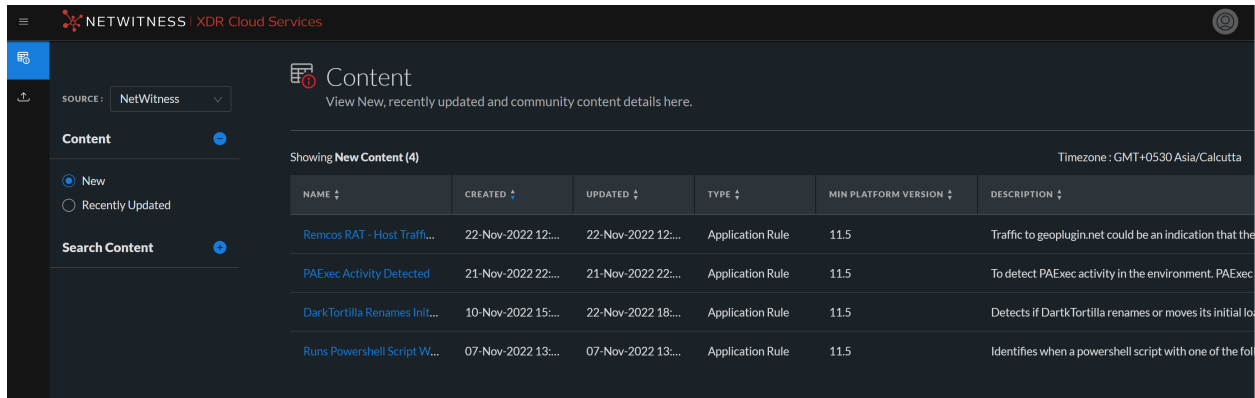 NETWITNESS | XDR Cloud Services
SOURCE: NetWitness
Content
New
Recently Updated
Search Content
Content
View New, recently updated and community content details here.
Showing New Content (4)
Timezone : GMT+0530 Asia/Calcutta
NAME CREATED UPDATED TYPE MIN PLATFORM VERSION DESCRIPTION
Remcos RAT - Host Traffi... 22-Nov-2022 12:... 22-Nov-2022 12:... Application Rule 11.5 Traffic to geoplugin.net could be an indication that the
PAExec Activity Detected 21-Nov-2022 22:... 21-Nov-2022 22:... Application Rule 11.5 To detect PAExec activity in the environment. PAExec
DarkTortilla Renames Init... 10-Nov-2022 15:... 22-Nov-2022 18:... Application Rule 11.5 Detects if DartkTortilla renames or moves its initial lo
Runs Powershell Script W... 07-Nov-2022 13:... 07-Nov-2022 13:... Application Rule 11.5 Identifies when a powershell script with one of the fol